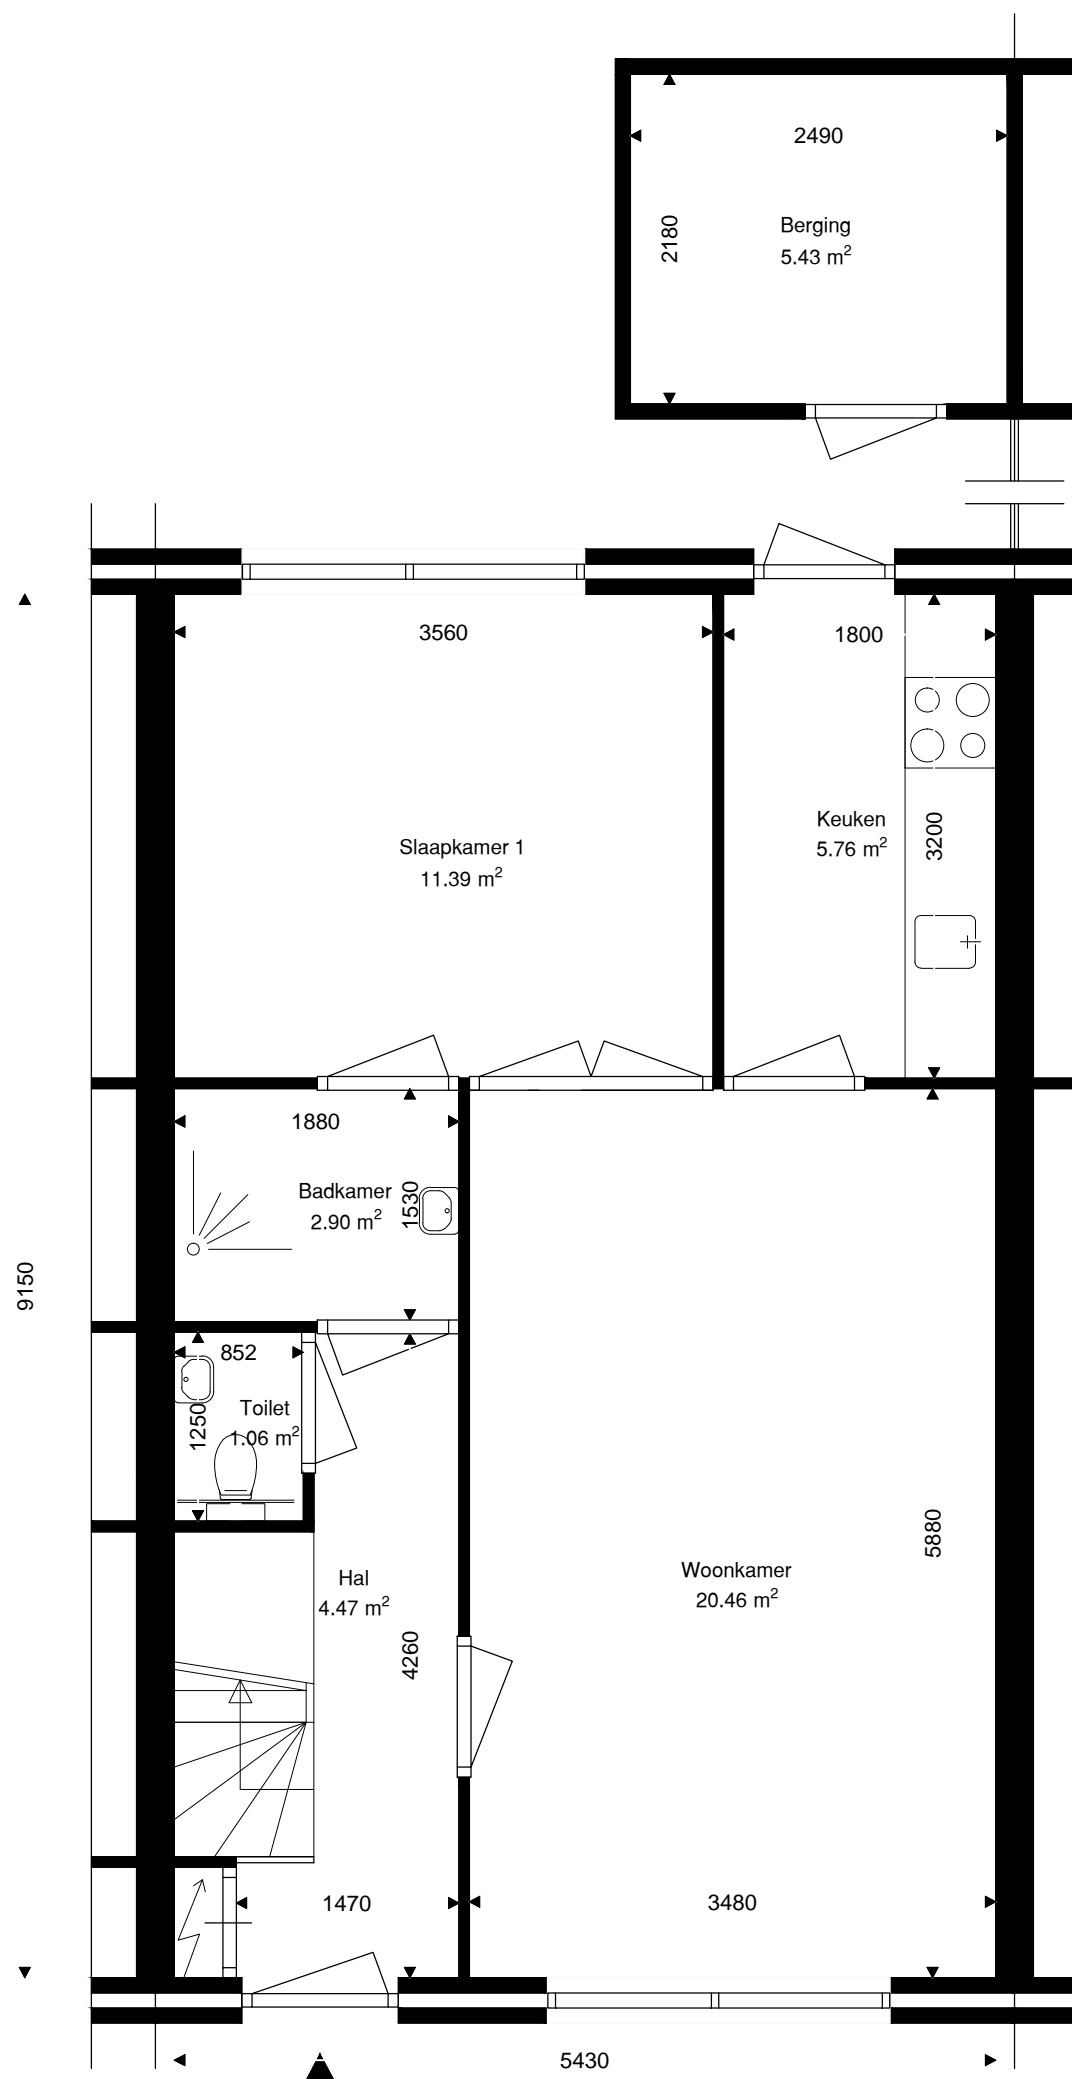 2490
2180
Berging
5.43 m²
3560
1800
Keuken
5.76 m²
3200
Slaapkamer 1
11.39 m²
1880
Badkamer
2.90 m²
1530
9150
852
Toilet
1.06 m²
1250
5880
Woonkamer
20.46 m²
Hal
4.47 m²
4260
1470
3480
5430